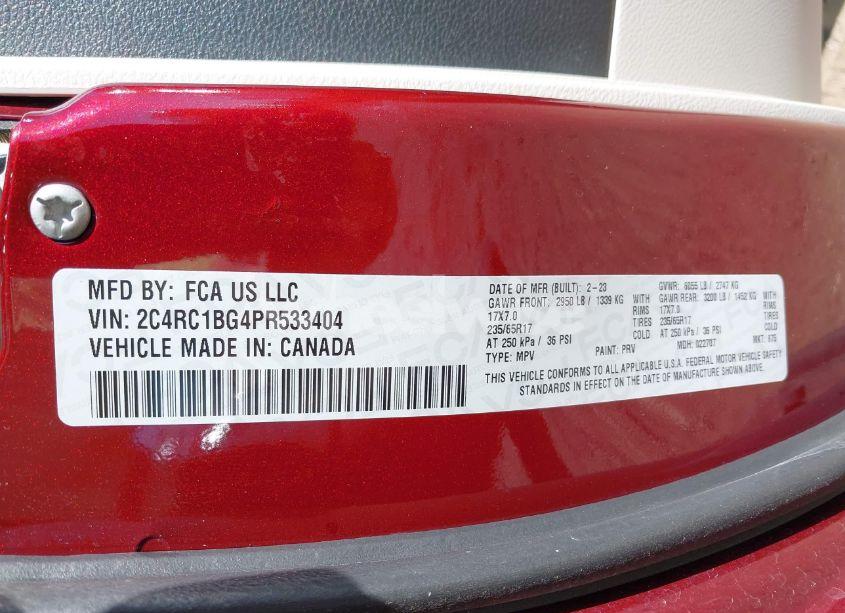 MFD BY: FCA US LLC
VIN: 2C4RC1BG4PR533404
VEHICLE MADE IN: CANADA
DATE OF MFR (BUILT): 2-23 GVWR: 6055 LB / 2747 KG
GAWR FRONT: 2950 LB / 1339 KG WITH GAWR REAR: 3200 LB / 1452 KG WITH
17X7.0 RIMS 17X7.0 RIMS
235/65R17 TIRES 235/65R17 TIRES
AT 250 kPa / 36 PSI COLD AT 250 kPa / 36 PSI COLD
TYPE: MPV PAINT: PRV MDH: 022707 MKT: 675
THIS VEHICLE CONFORMS TO ALL APPLICABLE U.S.A. FEDERAL MOTOR VEHICLE SAFETY
STANDARDS IN EFFECT ON THE DATE OF MANUFACTURE SHOWN ABOVE.